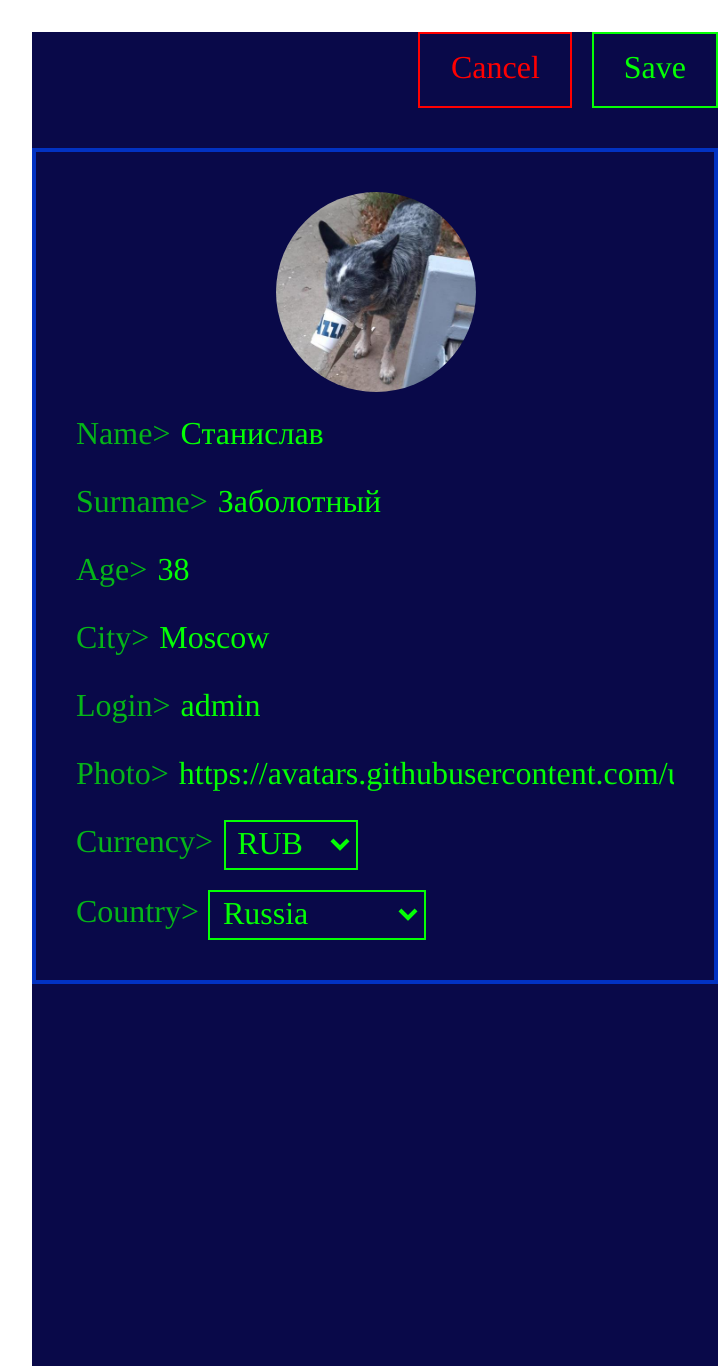 Cancel Save
IZZA
Name> Станислав
Surname> Заболотный
Age> 38
City> Moscow
Login> admin
Photo> https://avatars.githubusercontent.com/u
Currency> RUB
Country> Russia